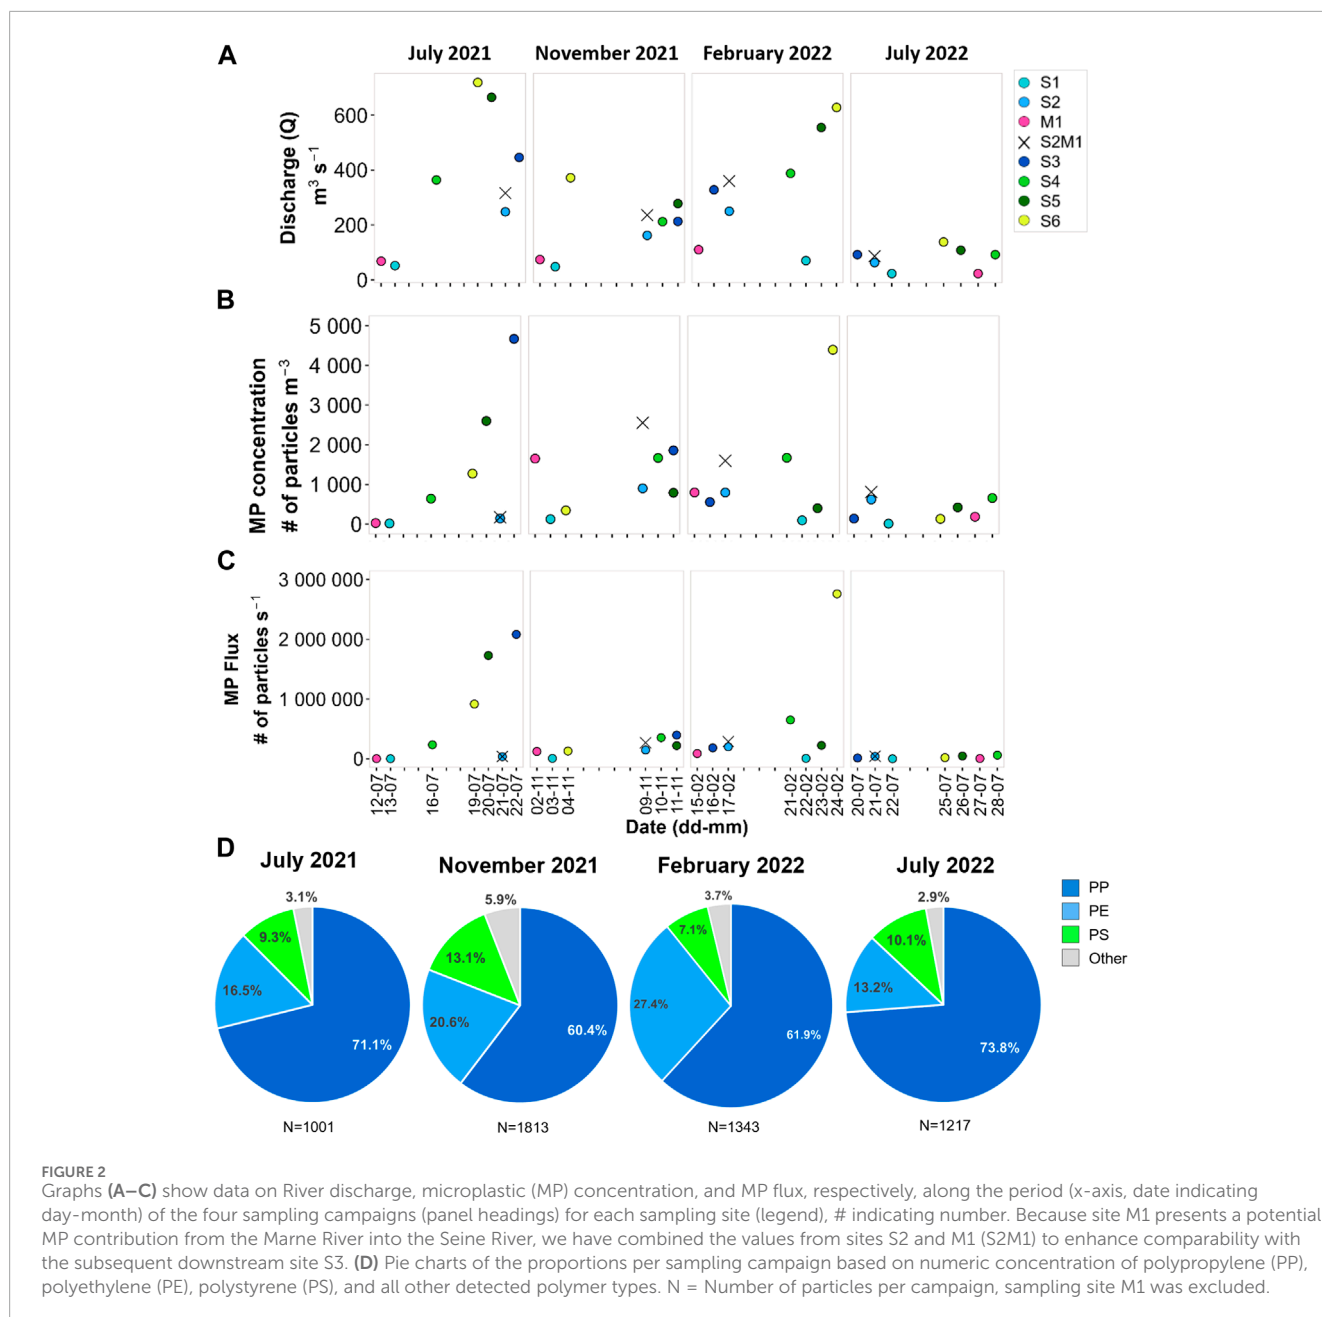 A
July 2021
November 2021
February 2022
July 2022
Discharge (Q)
m³ s⁻¹
600
400
200
0
S1
S2
M1
S2M1
S3
S4
S5
S6
B
MP concentration
# of particles m⁻³
5 000
4 000
3 000
2 000
1 000
0
C
MP Flux
# of particles s⁻¹
3 000 000
2 000 000
1 000 000
0
12-07
13-07
16-07
19-07
20-07
21-07
22-07
02-11
03-11
04-11
09-11
10-11
11-11
15-02
16-02
17-02
21-02
22-02
23-02
24-02
20-07
21-07
22-07
25-07
26-07
27-07
28-07
Date (dd-mm)
D
July 2021
November 2021
February 2022
July 2022
3.1%
9.3%
16.5%
71.1%
5.9%
13.1%
20.6%
60.4%
3.7%
7.1%
27.4%
61.9%
2.9%
10.1%
13.2%
73.8%
PP
PE
PS
Other
N=1001
N=1813
N=1343
N=1217
FIGURE 2
Graphs (A–C) show data on River discharge, microplastic (MP) concentration, and MP flux, respectively, along the period (x-axis, date indicating
day-month) of the four sampling campaigns (panel headings) for each sampling site (legend), # indicating number. Because site M1 presents a potential
MP contribution from the Marne River into the Seine River, we have combined the values from sites S2 and M1 (S2M1) to enhance comparability with
the subsequent downstream site S3. (D) Pie charts of the proportions per sampling campaign based on numeric concentration of polypropylene (PP),
polyethylene (PE), polystyrene (PS), and all other detected polymer types. N = Number of particles per campaign, sampling site M1 was excluded.